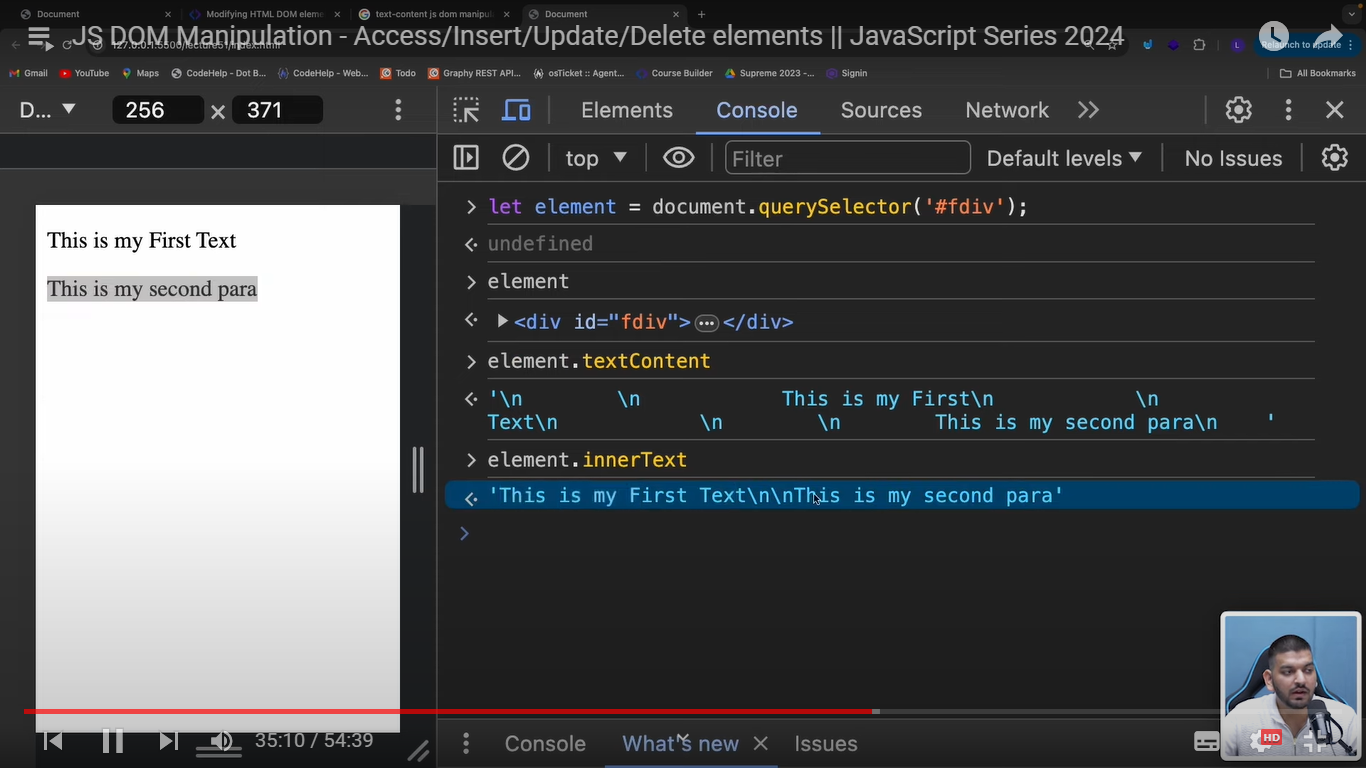 Document
Modifying HTML DOM eleme
text-content js dom manipul
Document
JS DOM Manipulation - Access/Insert/Update/Delete elements || JavaScript Series 2024
127.0.0.1:5500/lecture51/index.html
Relaunch to update
Gmail
YouTube
Maps
CodeHelp - Dot B...
CodeHelp - Web...
Todo
Graphy REST API...
osTicket :: Agent...
Course Builder
Supreme 2023 -...
Signin
All Bookmarks
D... 256 × 371
Elements Console Sources Network
top Filter Default levels No Issues
This is my First Text
This is my second para
let element = document.querySelector('#fdiv');
undefined
element
<div id="fdiv">…</div>
element.textContent
'\n \n This is my First\n \n
Text\n \n \n This is my second para\n '
element.innerText
'This is my First Text\n\nThis is my second para'
35:10 / 54:39
Console What's new Issues
HD